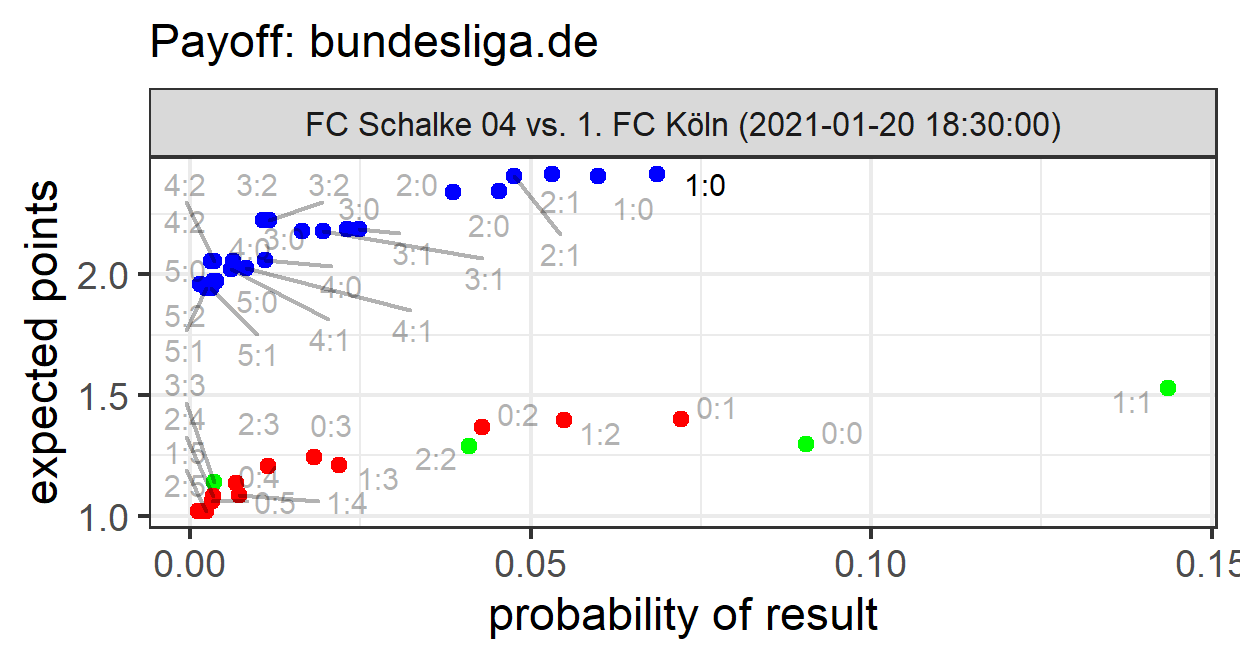 Payoff: bundesliga.de
FC Schalke 04 vs. 1. FC Köln (2021-01-20 18:30:00)
expected points
2.0
1.5
1.0
4:2 3:2 3:2 2:0 1:0
3:0 2:1 1:0
4:2 2:0
4:0 3:0 3:1 2:1
5:0 3:1
4:0
5:0
5:2 4:1 4:1
5:1 5:1
3:3
1:1
2:4 2:3 0:3 0:2 0:1
1:2 0:0
1:5 2:2
0:4 1:3
2:5
0:5 1:4
0.00 0.05 0.10 0.15
probability of result